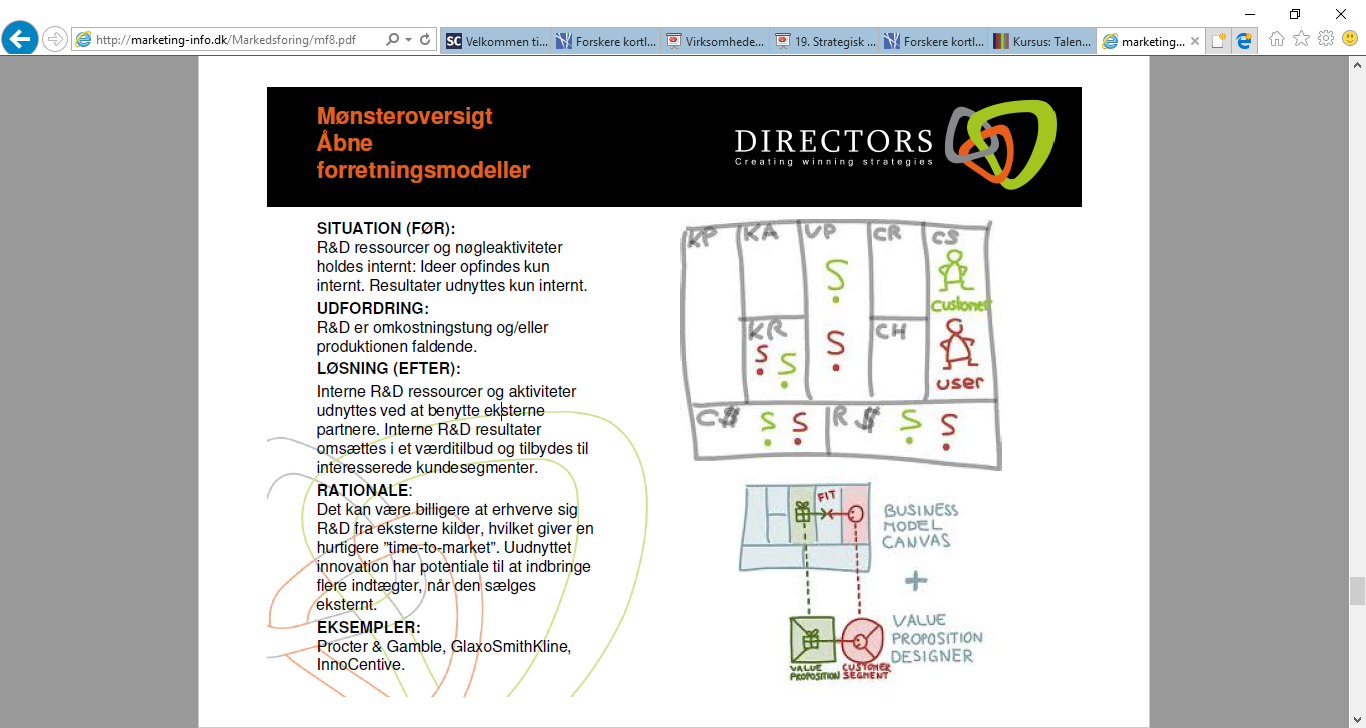 http://marketing-info.dk/Markedsforing/mf8.pdf
Velkommen ti...
Forskere kortl...
Virksomhede...
19. Strategisk ...
Forskere kortl...
Kursus: Talen...
marketing...
Mønsteroversigt
Åbne
forretningsmodeller
DIRECTORS
Creating winning strategies
SITUATION (FØR):
R&D ressourcer og nøgleaktiviteter
holdes internt: Ideer opfindes kun
internt. Resultater udnyttes kun internt.
UDFORDRING:
R&D er omkostningstung og/eller
produktionen faldende.
LØSNING (EFTER):
Interne R&D ressourcer og aktiviteter
udnyttes ved at benytte eksterne
partnere. Interne R&D resultater
omsættes i et værditilbud og tilbydes til
interesserede kundesegmenter.
RATIONALE:
Det kan være billigere at erhverve sig
R&D fra eksterne kilder, hvilket giver en
hurtigere ”time-to-market”. Uudnyttet
innovation har potentiale til at indbringe
flere indtægter, når den sælges
eksternt.
EKSEMPLER:
Procter & Gamble, GlaxoSmithKline,
InnoCentive.
KP KA VP CR CS
S
Customer
KR CH
S S S
user
C$ S S R$ S S
FIT
BUSINESS
MODEL
CANVAS
+
VALUE
PROPOSITION
DESIGNER
VALUE
PROPOSITION
CUSTOMER
SEGMENT